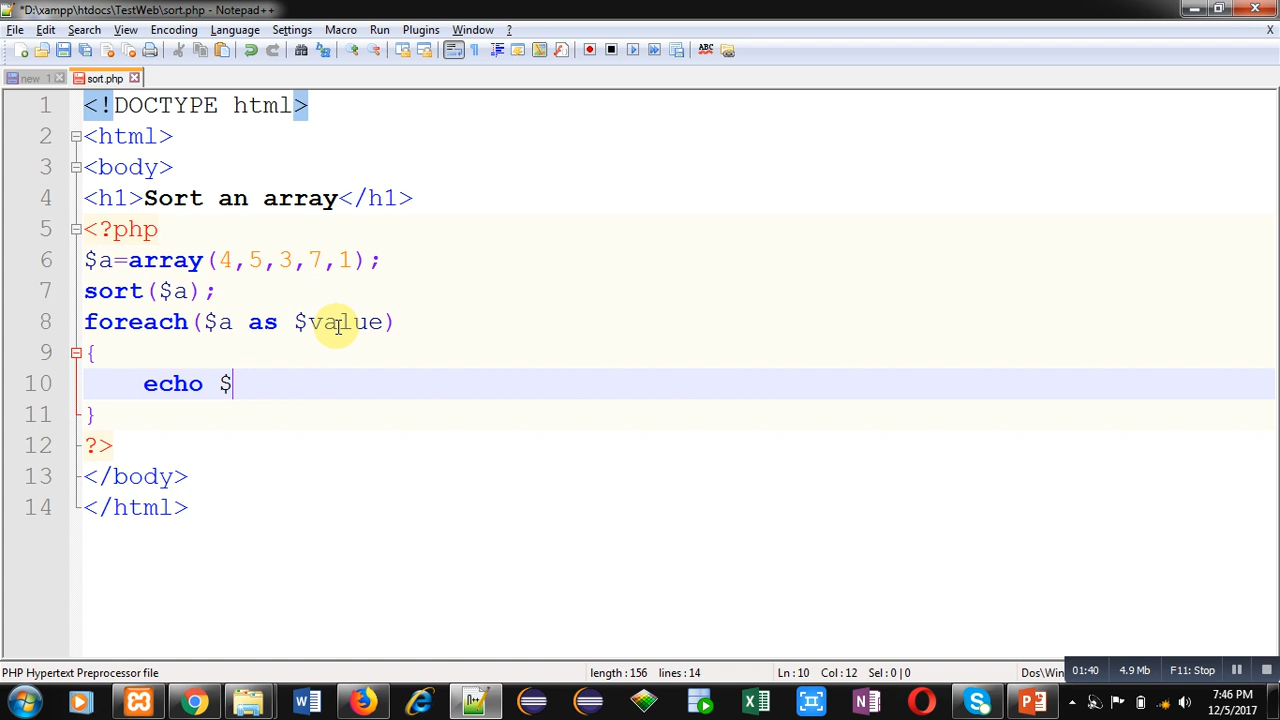 *D:\xampp\htdocs\TestWeb\sort.php - Notepad++
File Edit Search View Encoding Language Settings Macro Run Plugins Window ? X
new 1 sort.php
1 <!DOCTYPE html>
2 <html>
3 <body>
4 <h1>Sort an array</h1>
5 <?php
6 $a=array(4,5,3,7,1);
7 sort($a);
8 foreach($a as $value)
9 {
10 echo $
11 }
12 ?>
13 </body>
14 </html>
PHP Hypertext Preprocessor file length : 156 lines : 14 Ln : 10 Col : 12 Sel : 0 | 0 Dos\Win 01:40 4.9 Mb F11: Stop
7:46 PM
12/5/2017